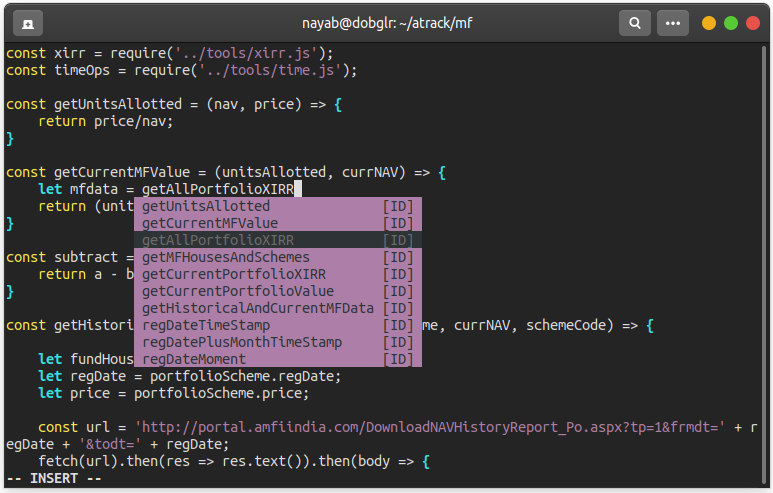 nayab@dobglr: ~/atrack/mf
const xirr = require('../tools/xirr.js');
const timeOps = require('../tools/time.js');
const getUnitsAllotted = (nav, price) => {
    return price/nav;
}
const getCurrentMFValue = (unitsAllotted, currNAV) => {
    let mfdata = getAllPortfolioXIRR
    return (unit getUnitsAllotted [ID]
} getCurrentMFValue [ID]
getAllPortfolioXIRR [ID]
const subtract = getMFHousesAndSchemes [ID]
    return a - b getCurrentPortfolioXIRR [ID]
} getCurrentPortfolioValue [ID]
getHistoricalAndCurrentMFData [ID]
const getHistori regDateTimeStamp [ID] me, currNAV, schemeCode) => {
regDatePlusMonthTimeStamp [ID]
    let fundHous regDateMoment [ID]
    let regDate = portfolioScheme.regDate;
    let price = portfolioScheme.price;
    const url = 'http://portal.amfiindia.com/DownloadNAVHistoryReport_Po.aspx?tp=1&frmdt=' + r
egDate + '&todt=' + regDate;
    fetch(url).then(res => res.text()).then(body => {
-- INSERT --